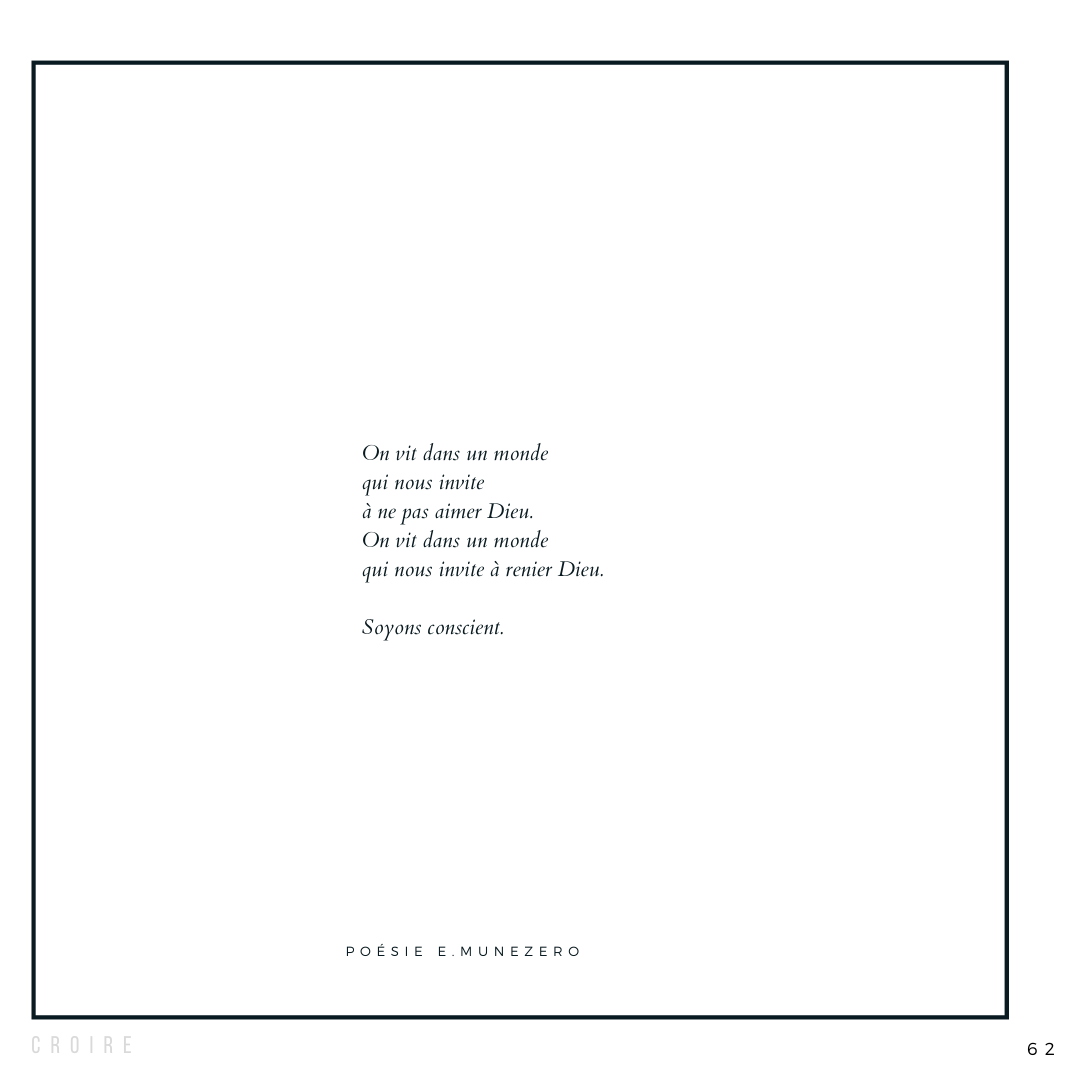 On vit dans un monde
qui nous invite
à ne pas aimer Dieu.
On vit dans un monde
qui nous invite à renier Dieu.
Soyons conscient.
POÉSIE E.MUNEZERO
CROIRE
62